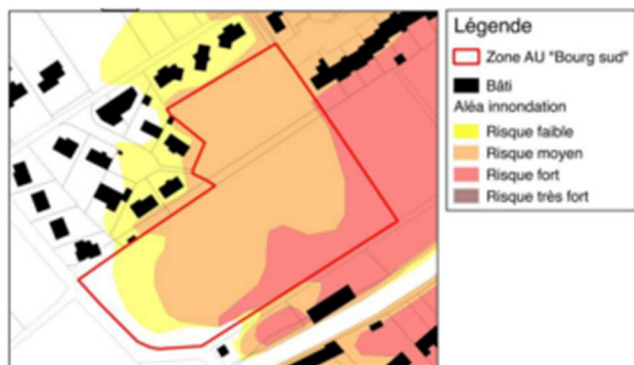 Légende
Zone AU "Bourg sud"
Bâti
Aléa innondation
Risque faible
Risque moyen
Risque fort
Risque très fort